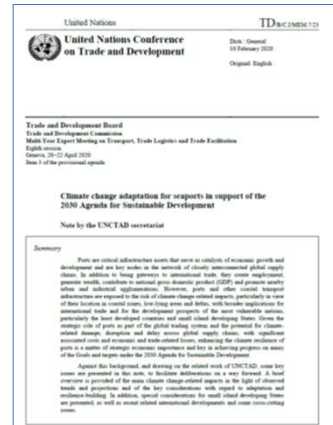 United Nations
TD/B/C.I/MEM.7/23
United Nations Conference
on Trade and Development
Distr.: General
10 February 2020
Original: English
Trade and Development Board
Trade and Development Commission
Multi-Year Expert Meeting on Transport, Trade Logistics and Trade Facilitation
Eighth session
Geneva, 20–22 April 2020
Item 3 of the provisional agenda
Climate change adaptation for seaports in support of the
2030 Agenda for Sustainable Development
Note by the UNCTAD secretariat
Summary
Ports are critical infrastructure assets that serve as catalysts of economic growth and
development and are key nodes in the network of closely interconnected global supply
chains. In addition to being gateways to international trade, they create employment,
generate wealth, contribute to national gross domestic product (GDP) and promote nearby
urban and industrial agglomerations. However, ports and other coastal transport
infrastructure are exposed to the risk of climate change-related impacts, particularly in view
of their location in coastal zones, low-lying areas and deltas, with broader implications for
international trade and for the development prospects of the most vulnerable nations,
particularly the least developed countries and small island developing States. Given the
strategic role of ports as part of the global trading system and the potential for climate-
related damage, disruption and delay across global supply chains, with significant
associated costs and economic and trade-related losses, enhancing the climate resilience of
ports is a matter of strategic economic importance and key in achieving progress on many
of the Goals and targets under the 2030 Agenda for Sustainable Development.
Against this background, and drawing on the related work of UNCTAD, some key
issues are presented in this note, to facilitate deliberations on a way forward. A brief
overview is provided of the main climate change-related impacts in the light of observed
trends and projections and of the key considerations with regard to adaptation and
resilience-building. In addition, special considerations for small island developing States
are presented, as well as recent related international developments and some cross-cutting
issues.